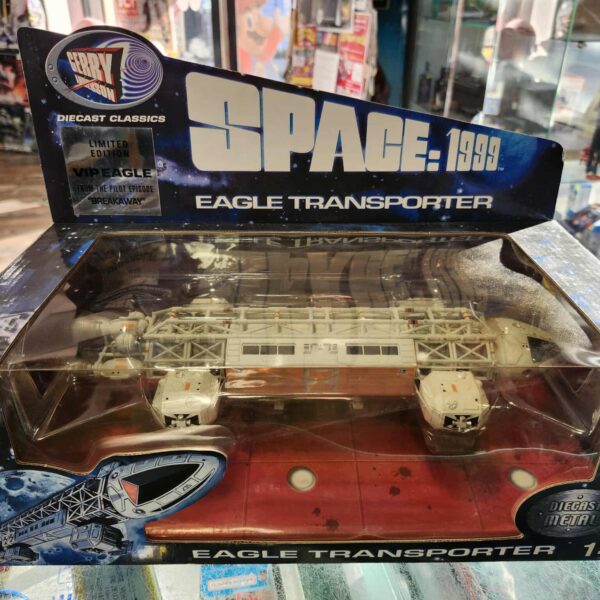 GERRY
ANDERSON
DIECAST CLASSICS
LIMITED
EDITION
VIP EAGLE
FROM THE PILOT EPISODE
"BREAKAWAY"
SPACE: 1999™
EAGLE TRANSPORTER
DIECAST
METAL
EAGLE TRANSPORTER